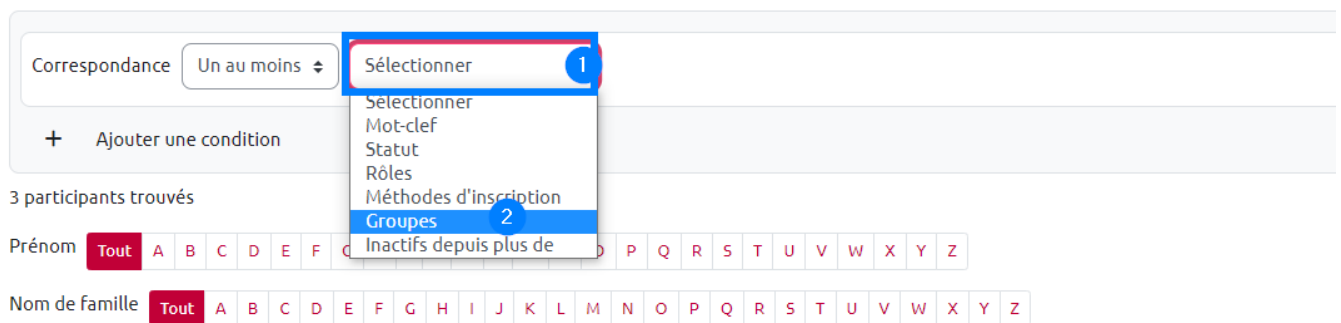 Correspondance Un au moins Sélectionner 1
Sélectionner
Mot-clef
Statut
+ Ajouter une condition
Rôles
Méthodes d'inscription
3 participants trouvés
Groupes 2
Inactifs depuis plus de
Prénom Tout A B C D E F P Q R S T U V W X Y Z
Nom de famille Tout A B C D E F G H I J K L M N O P Q R S T U V W X Y Z